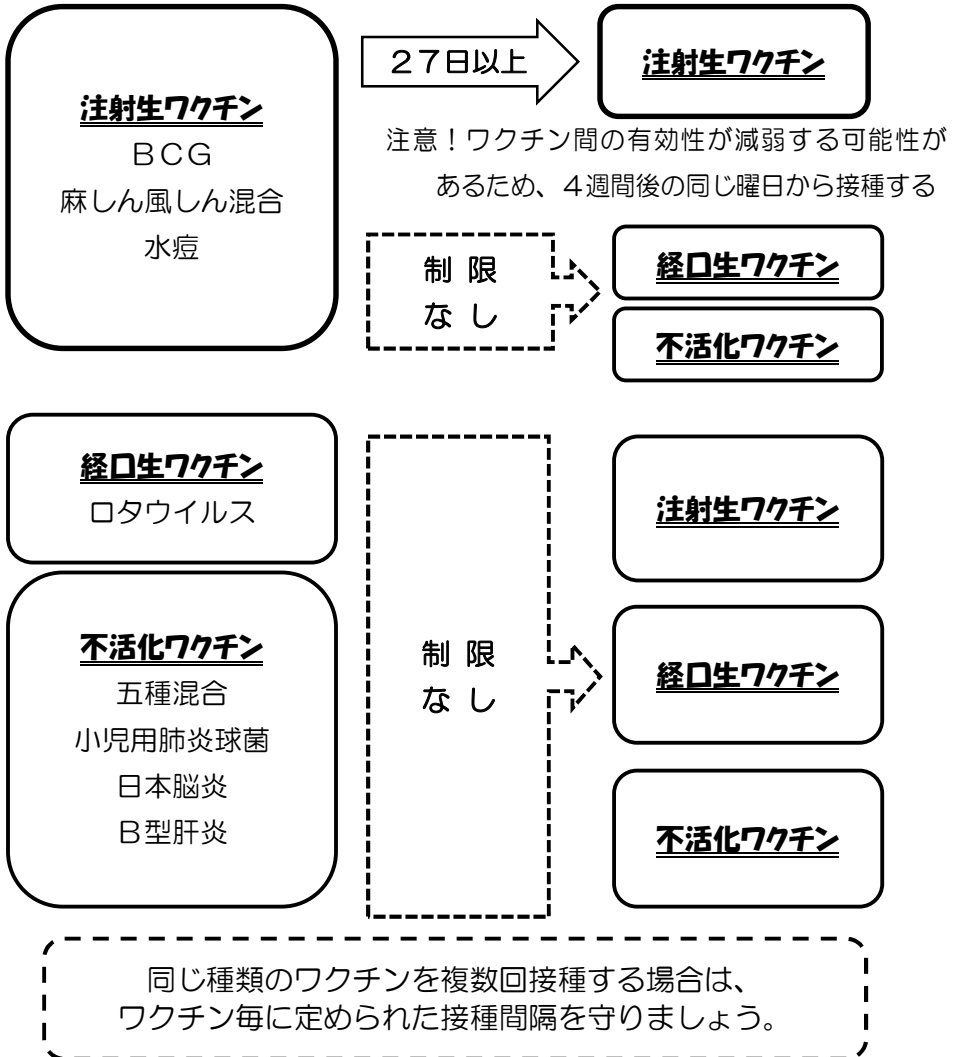 注射生ワクチン
BCG
麻しん風しん混合
水痘
27日以上
注射生ワクチン
注意！ワクチン間の有効性が減弱する可能性が
あるため、４週間後の同じ曜日から接種する
制限
なし
経口生ワクチン
不活化ワクチン
経口生ワクチン
ロタウイルス
不活化ワクチン
五種混合
小児用肺炎球菌
日本脳炎
B型肝炎
制限
なし
注射生ワクチン
経口生ワクチン
不活化ワクチン
同じ種類のワクチンを複数回接種する場合は、
ワクチン毎に定められた接種間隔を守りましょう。